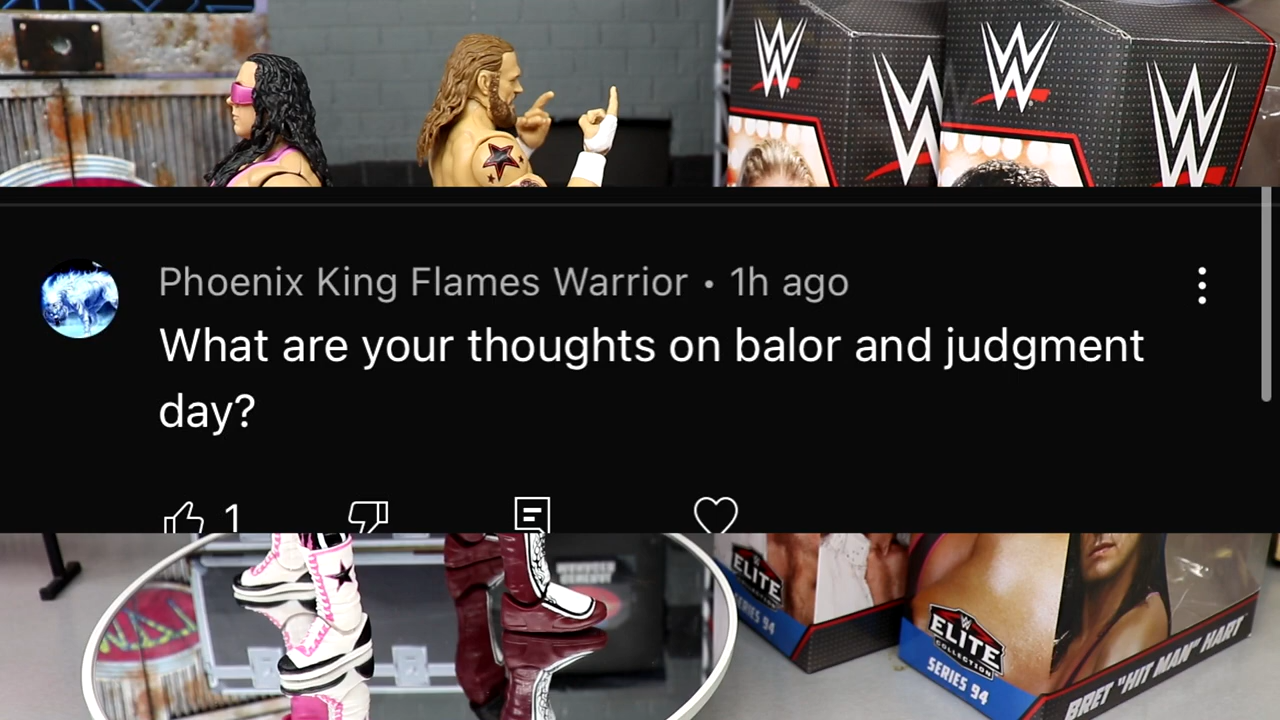 Phoenix King Flames Warrior • 1h ago
What are your thoughts on balor and judgment
day?
1
ELITE
SERIES 94
ELITE
COLLECTION
SERIES 94
BRET "HIT MAN" HART